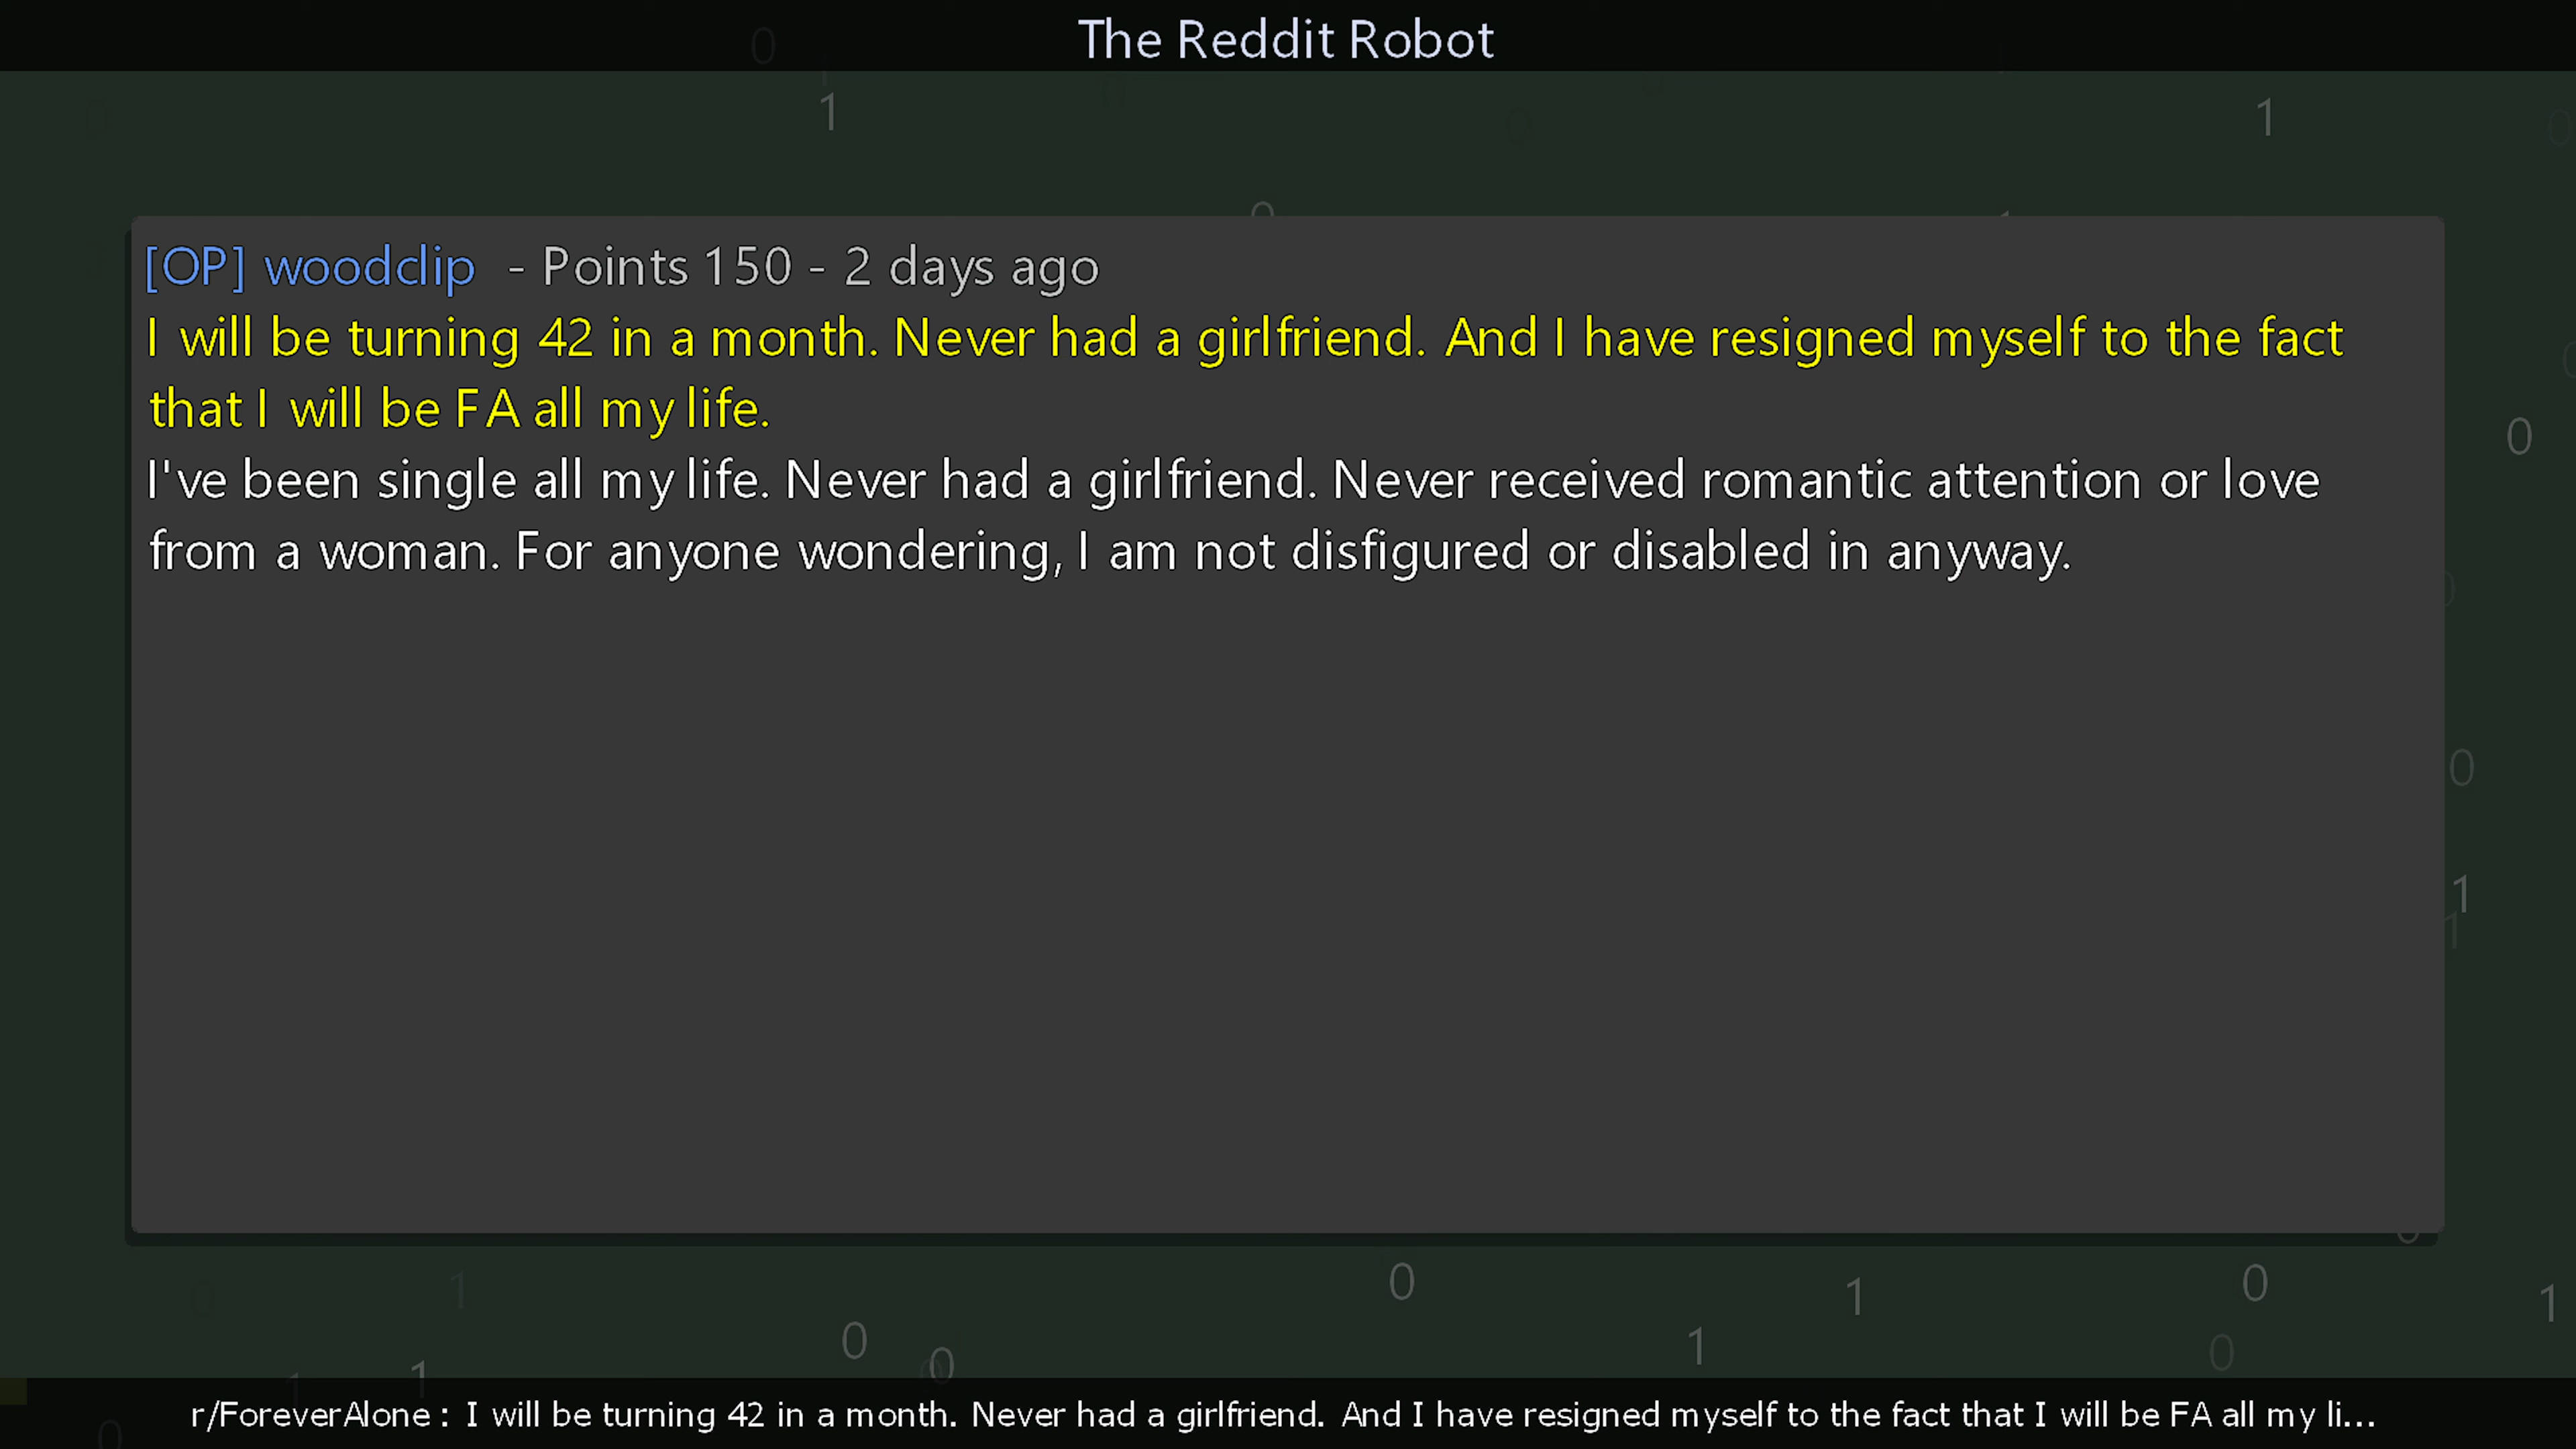 The Reddit Robot
[OP] woodclip - Points 150 - 2 days ago
I will be turning 42 in a month. Never had a girlfriend. And I have resigned myself to the fact
that I will be FA all my life.
I've been single all my life. Never had a girlfriend. Never received romantic attention or love
from a woman. For anyone wondering, I am not disfigured or disabled in anyway.
r/ForeverAlone : I will be turning 42 in a month. Never had a girlfriend. And I have resigned myself to the fact that I will be FA all my li...